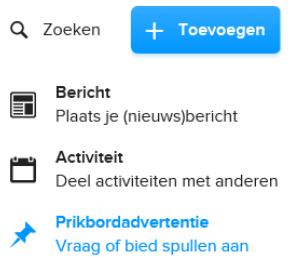 Zoeken
Toevoegen
Bericht
Plaats je (nieuws)bericht
Activiteit
Deel activiteiten met anderen
Prikbordadvertentie
Vraag of bied spullen aan